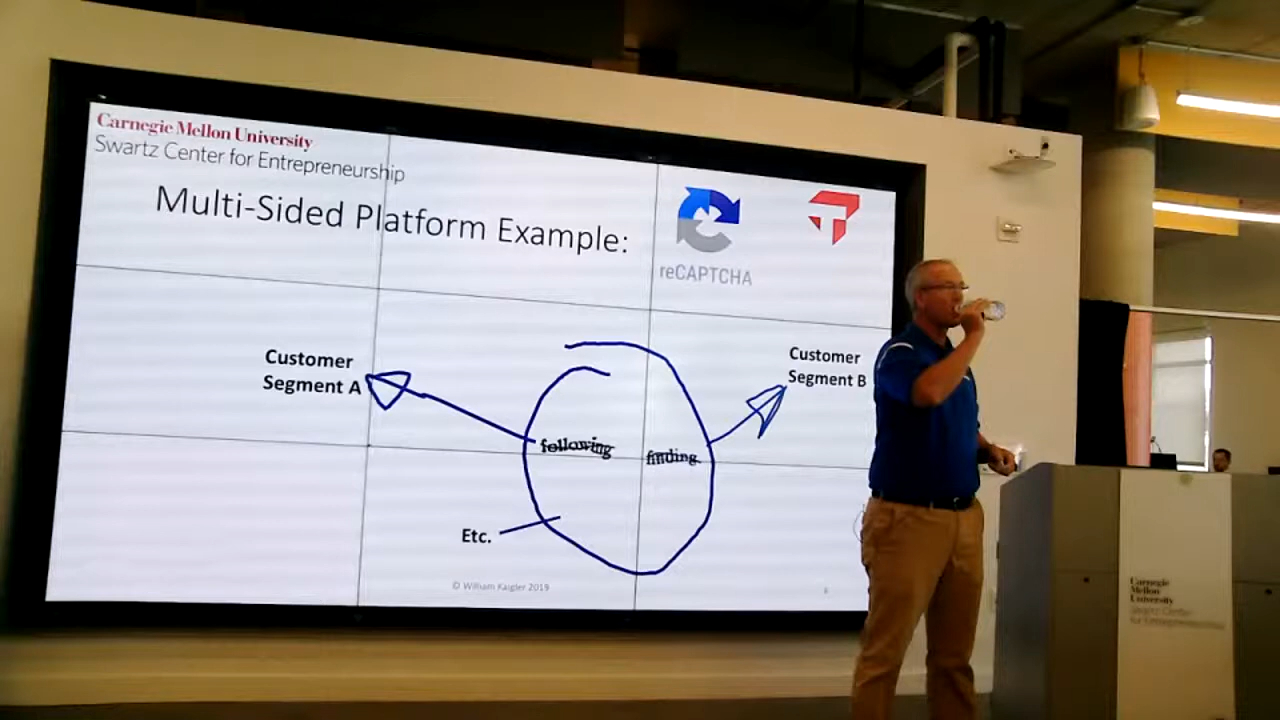 Carnegie Mellon University
Swartz Center for Entrepreneurship
Multi-Sided Platform Example:
reCAPTCHA
Customer
Segment A
Customer
Segment B
following
finding
Etc.
© William Kaigler 2019
Carnegie
Mellon
University
Swartz Center
for Entrepreneurship